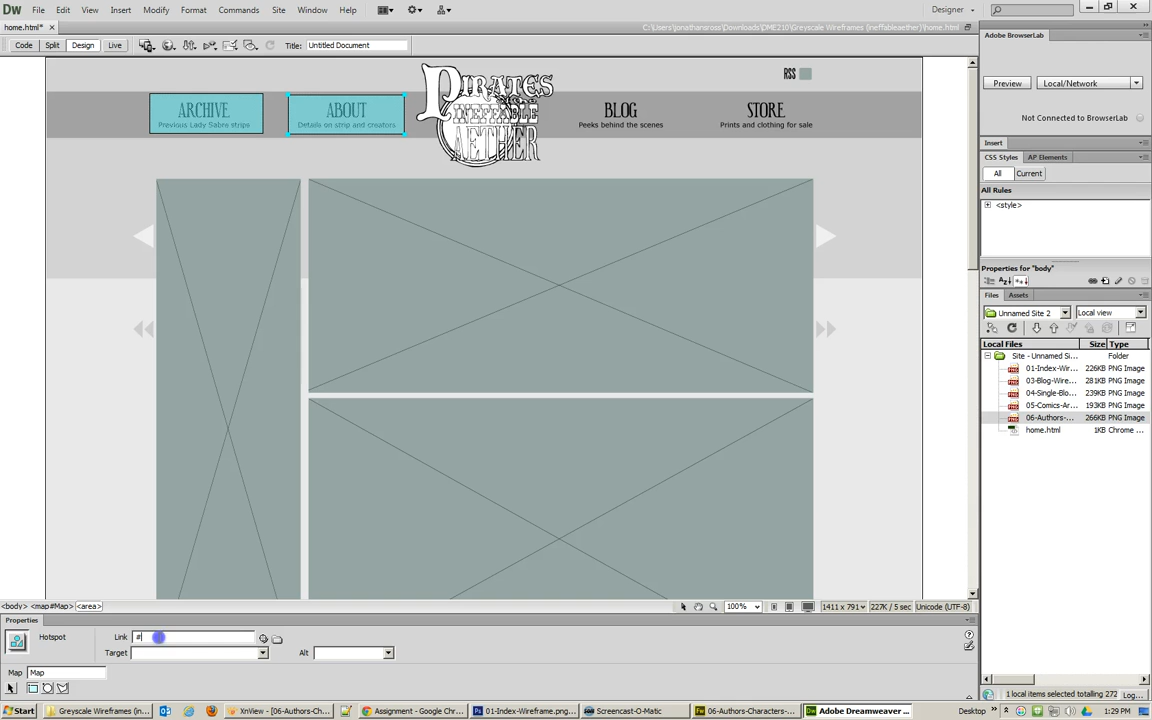 Dw File Edit View Insert Modify Format Commands Site Window Help Designer
home.html* x C:\Users\jonathansross\Downloads\DME210\Greyscale Wireframes (ineffableaether)\home.html
Code Split Design Live Title: Untitled Document
RSS
PIRATES
INEFFABLE
AETHER
ARCHIVE
Previous Lady Sabre strips
ABOUT
Details on strip and creators
BLOG
Peeks behind the scenes
STORE
Prints and clothing for sale
Adobe BrowserLab
Preview Local/Network
Not Connected to BrowserLab
Insert
CSS Styles AP Elements
All Current
All Rules
<style>
Properties for "body"
Files Assets
Unnamed Site 2 Local view
Local Files Size Type
Site - Unnamed Si... Folder
01-Index-Wir... 226KB PNG Image
03-Blog-Wire... 281KB PNG Image
04-Single-Blo... 239KB PNG Image
05-Comics-Ar... 193KB PNG Image
06-Authors-... 266KB PNG Image
home.html 1KB Chrome ...
<body> <map#Map> <area> 100% 1411 x 791 227K / 5 sec Unicode (UTF-8)
Properties
Hotspot Link #
Target Alt
Map Map
1 local items selected totalling 272 Log...
Start Greyscale Wireframes (in... XnView - [06-Authors-Ch... Assignment - Google Chr... 01-Index-Wireframe.png... Screencast-O-Matic 06-Authors-Characters-... Adobe Dreamweaver ... Desktop 1:29 PM